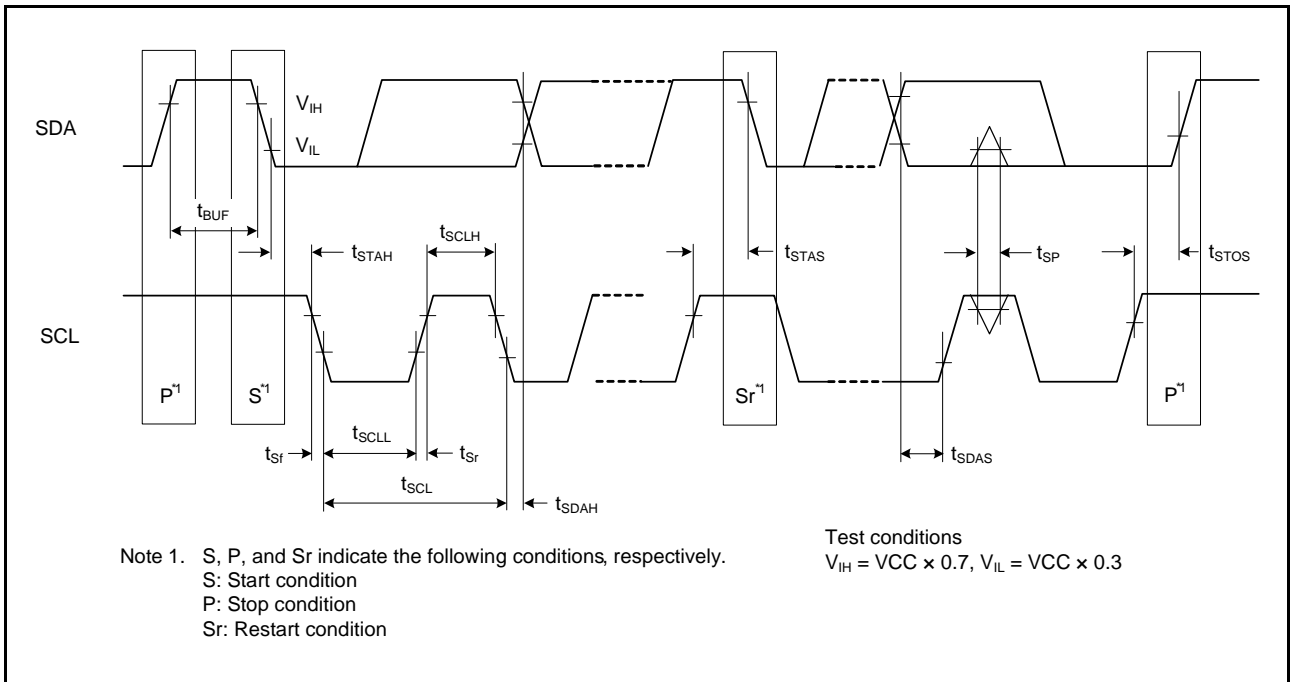 SDA
V_IH
V_IL
t_BUF
t_STAH
t_SCLH
t_STAS
t_SP
t_STOS
SCL
P*1
S*1
Sr*1
P*1
t_Sf
t_SCLL
t_Sr
t_SCL
t_SDAH
t_SDAS
Note 1. S, P, and Sr indicate the following conditions, respectively.
S: Start condition
P: Stop condition
Sr: Restart condition
Test conditions
V_IH = VCC × 0.7, V_IL = VCC × 0.3